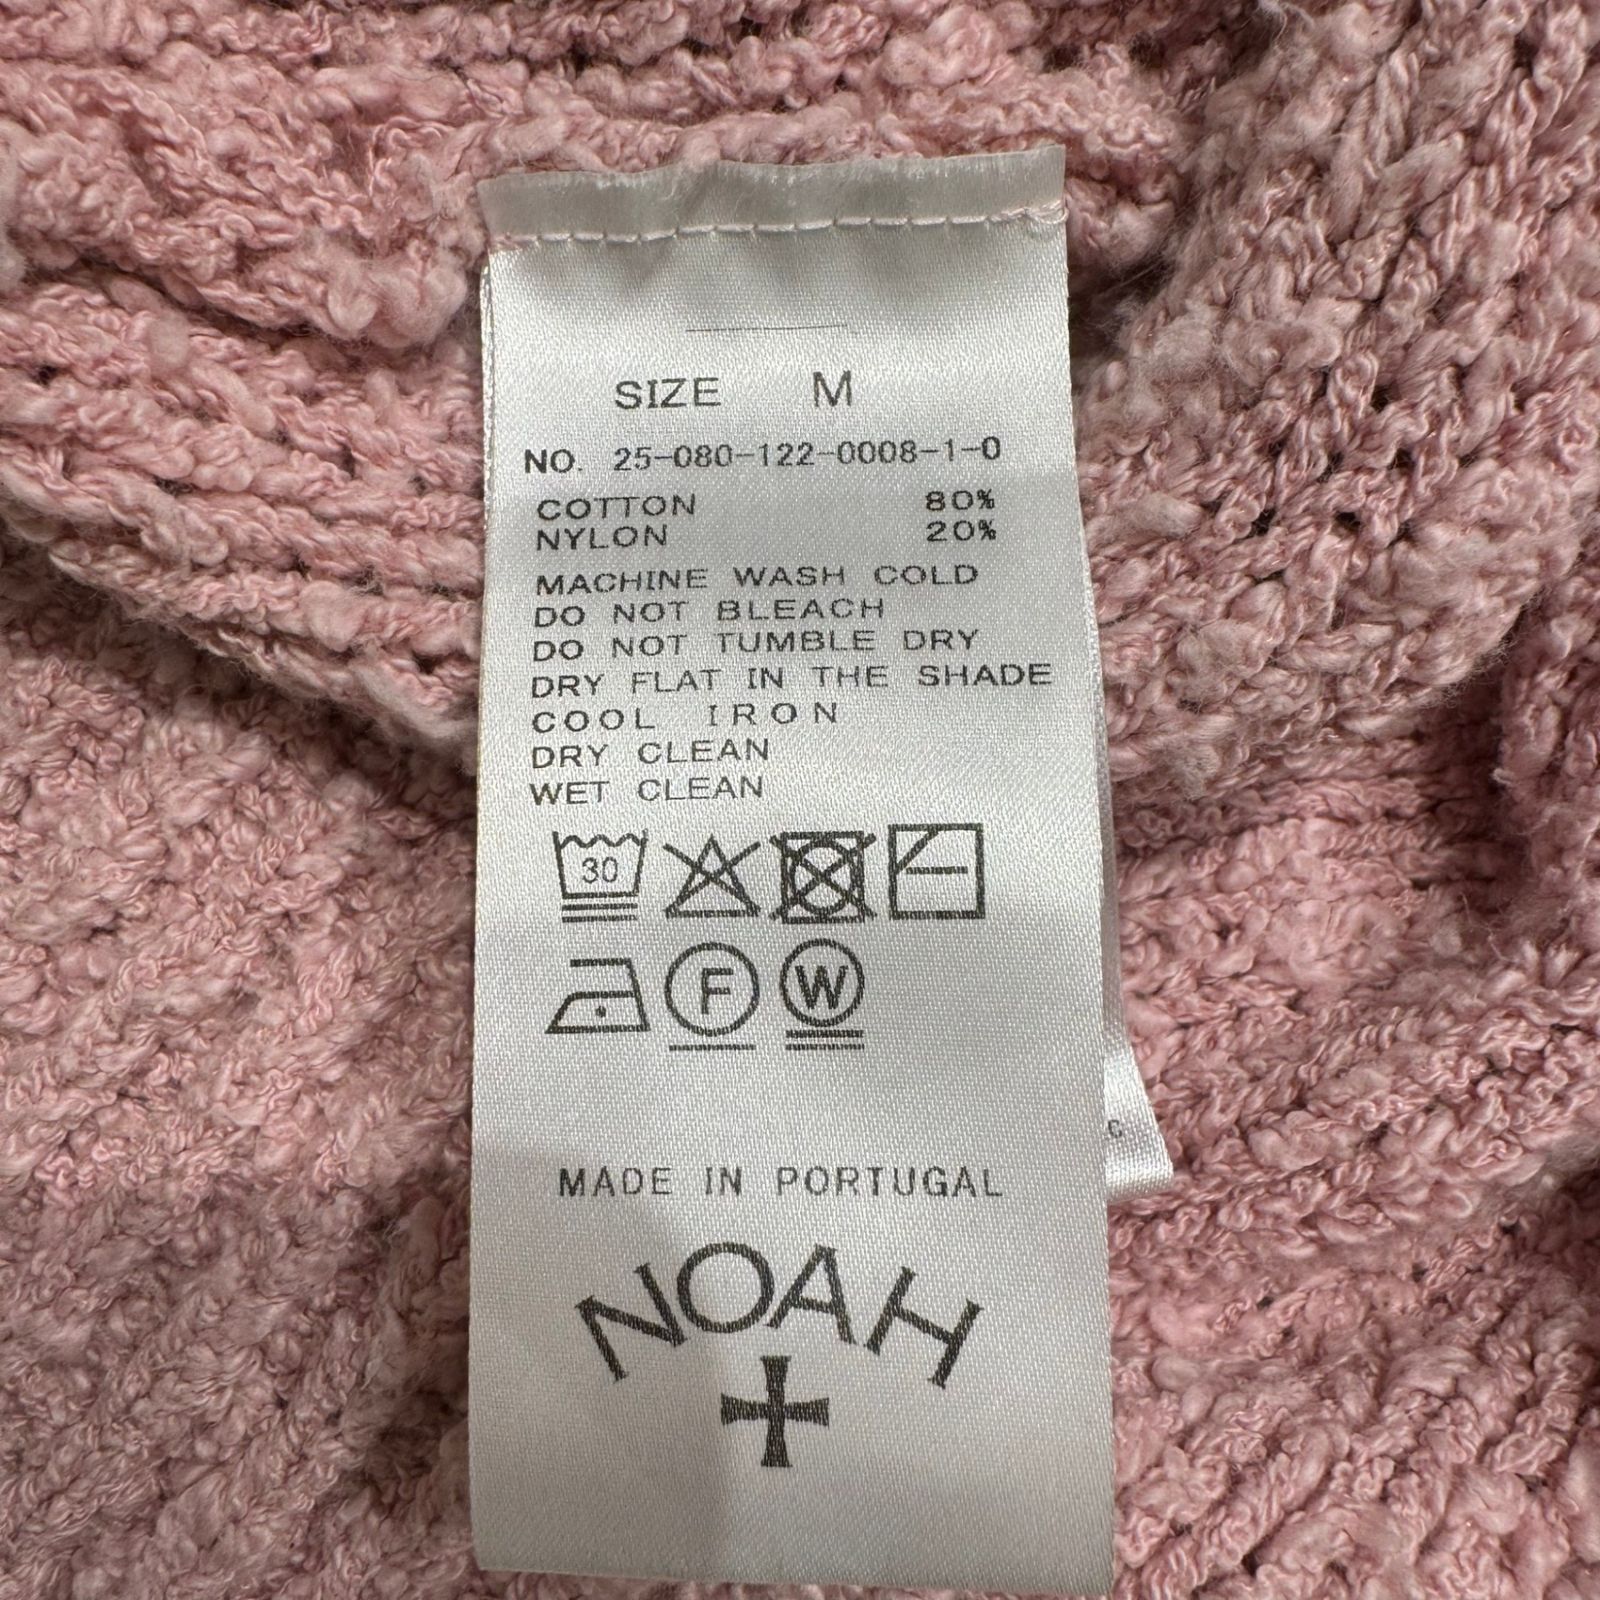 SIZE M
NO. 25-080-122-0008-1-0
COTTON 80%
NYLON 20%
MACHINE WASH COLD
DO NOT BLEACH
DO NOT TUMBLE DRY
DRY FLAT IN THE SHADE
COOL IRON
DRY CLEAN
WET CLEAN
30
F W
C
MADE IN PORTUGAL
NOAH